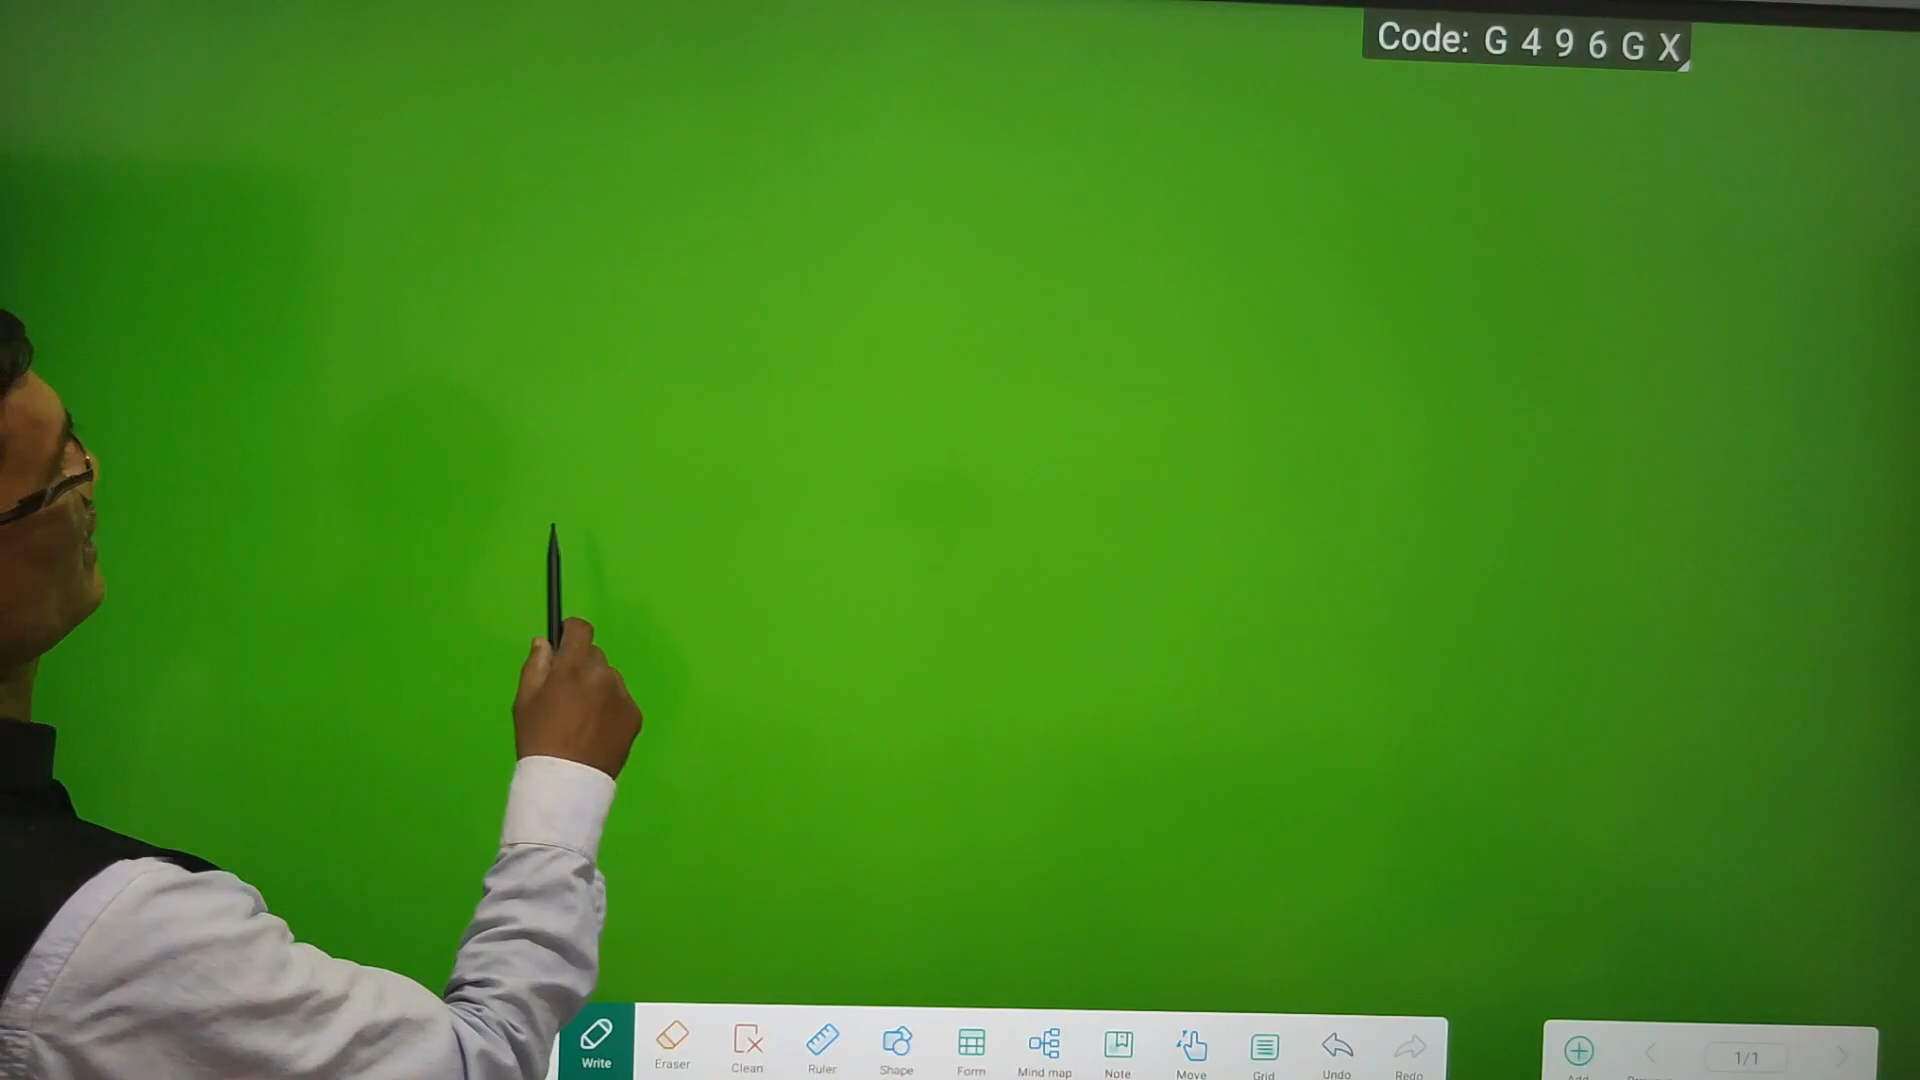 Code: G 4 9 6 G X
Write Eraser Clean Ruler Shape Form Mind map Note Move Grid Undo Redo
Add 1/1